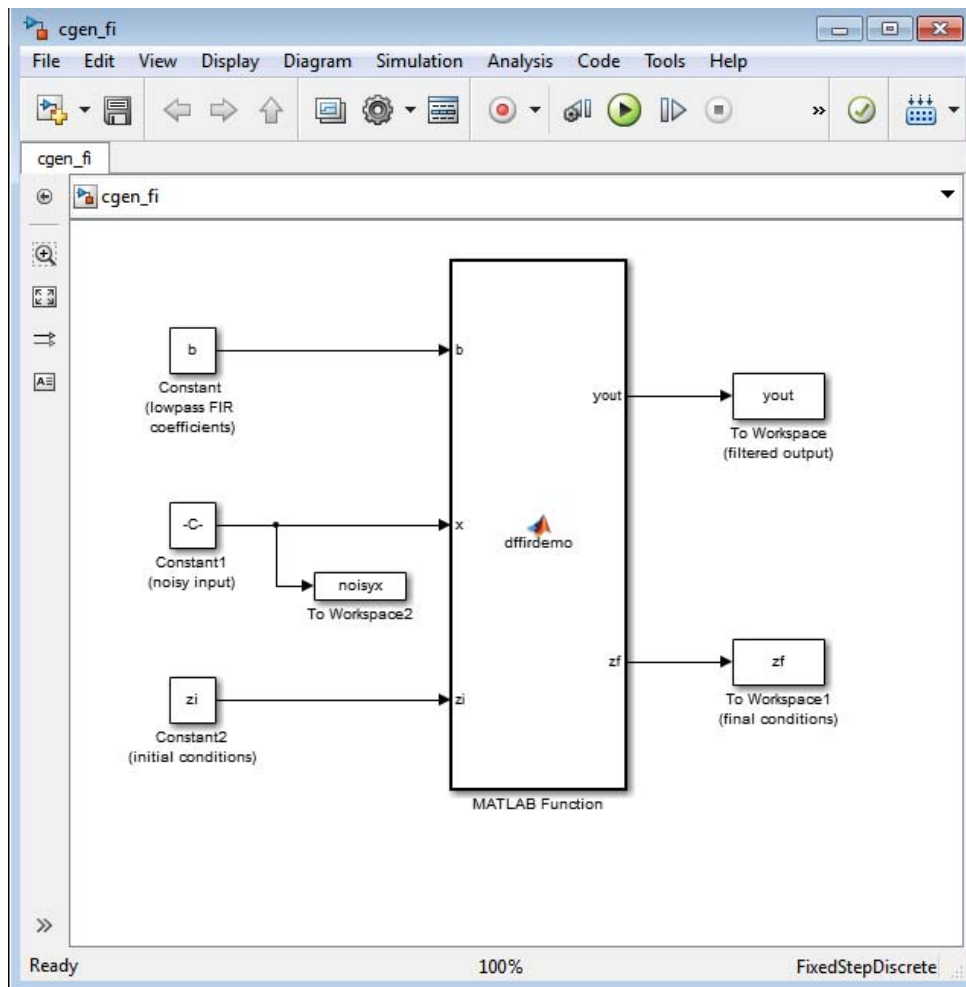 cgen_fi
File Edit View Display Diagram Simulation Analysis Code Tools Help
cgen_fi
cgen_fi
b
Constant
(lowpass FIR
coefficients)
b
-C-
Constant1
(noisy input)
x
noisyx
To Workspace2
zi
Constant2
(initial conditions)
zi
dffirdemo
MATLAB Function
yout
yout
To Workspace
(filtered output)
zf
zf
To Workspace1
(final conditions)
Ready 100% FixedStepDiscrete